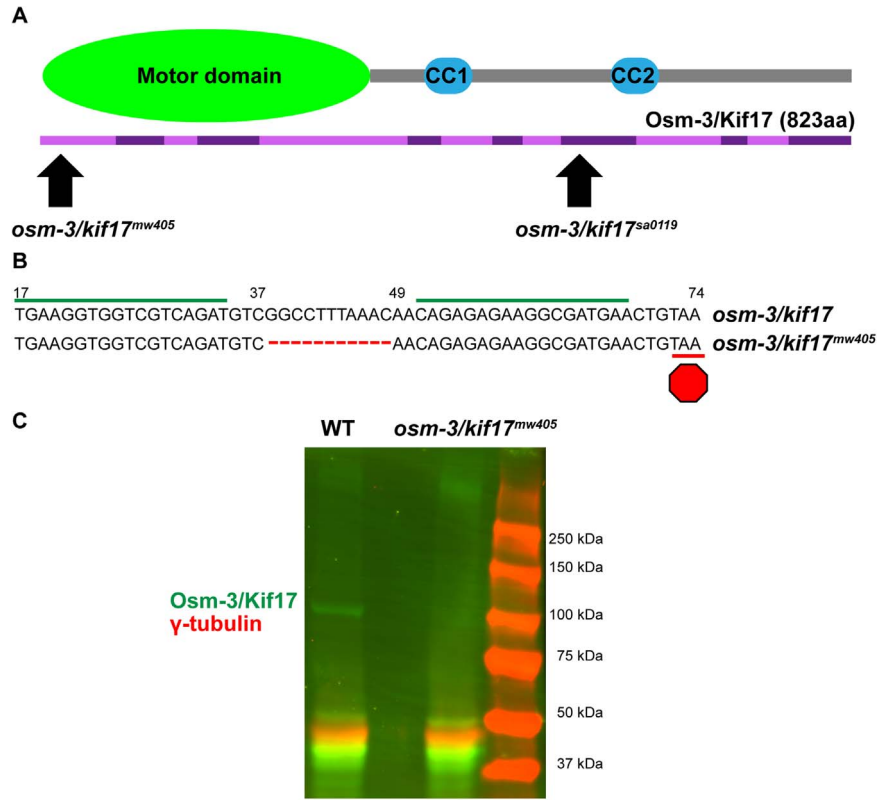 A
Motor domain
CC1
CC2
Osm-3/Kif17 (823aa)
osm-3/kif17mw405
osm-3/kif17sa0119
B
17 37 49 74
TGAAGGTGGTCGTCAGATGTCGGCCTTTAAACAACAGAGAGAAGGCGATGAACTGTAA osm-3/kif17
TGAAGGTGGTCGTCAGATGTC-----------AACAGAGAGAAGGCGATGAACTGTAA osm-3/kif17mw405
C
WT osm-3/kif17mw405
250 kDa
150 kDa
Osm-3/Kif17
γ-tubulin
100 kDa
75 kDa
50 kDa
37 kDa